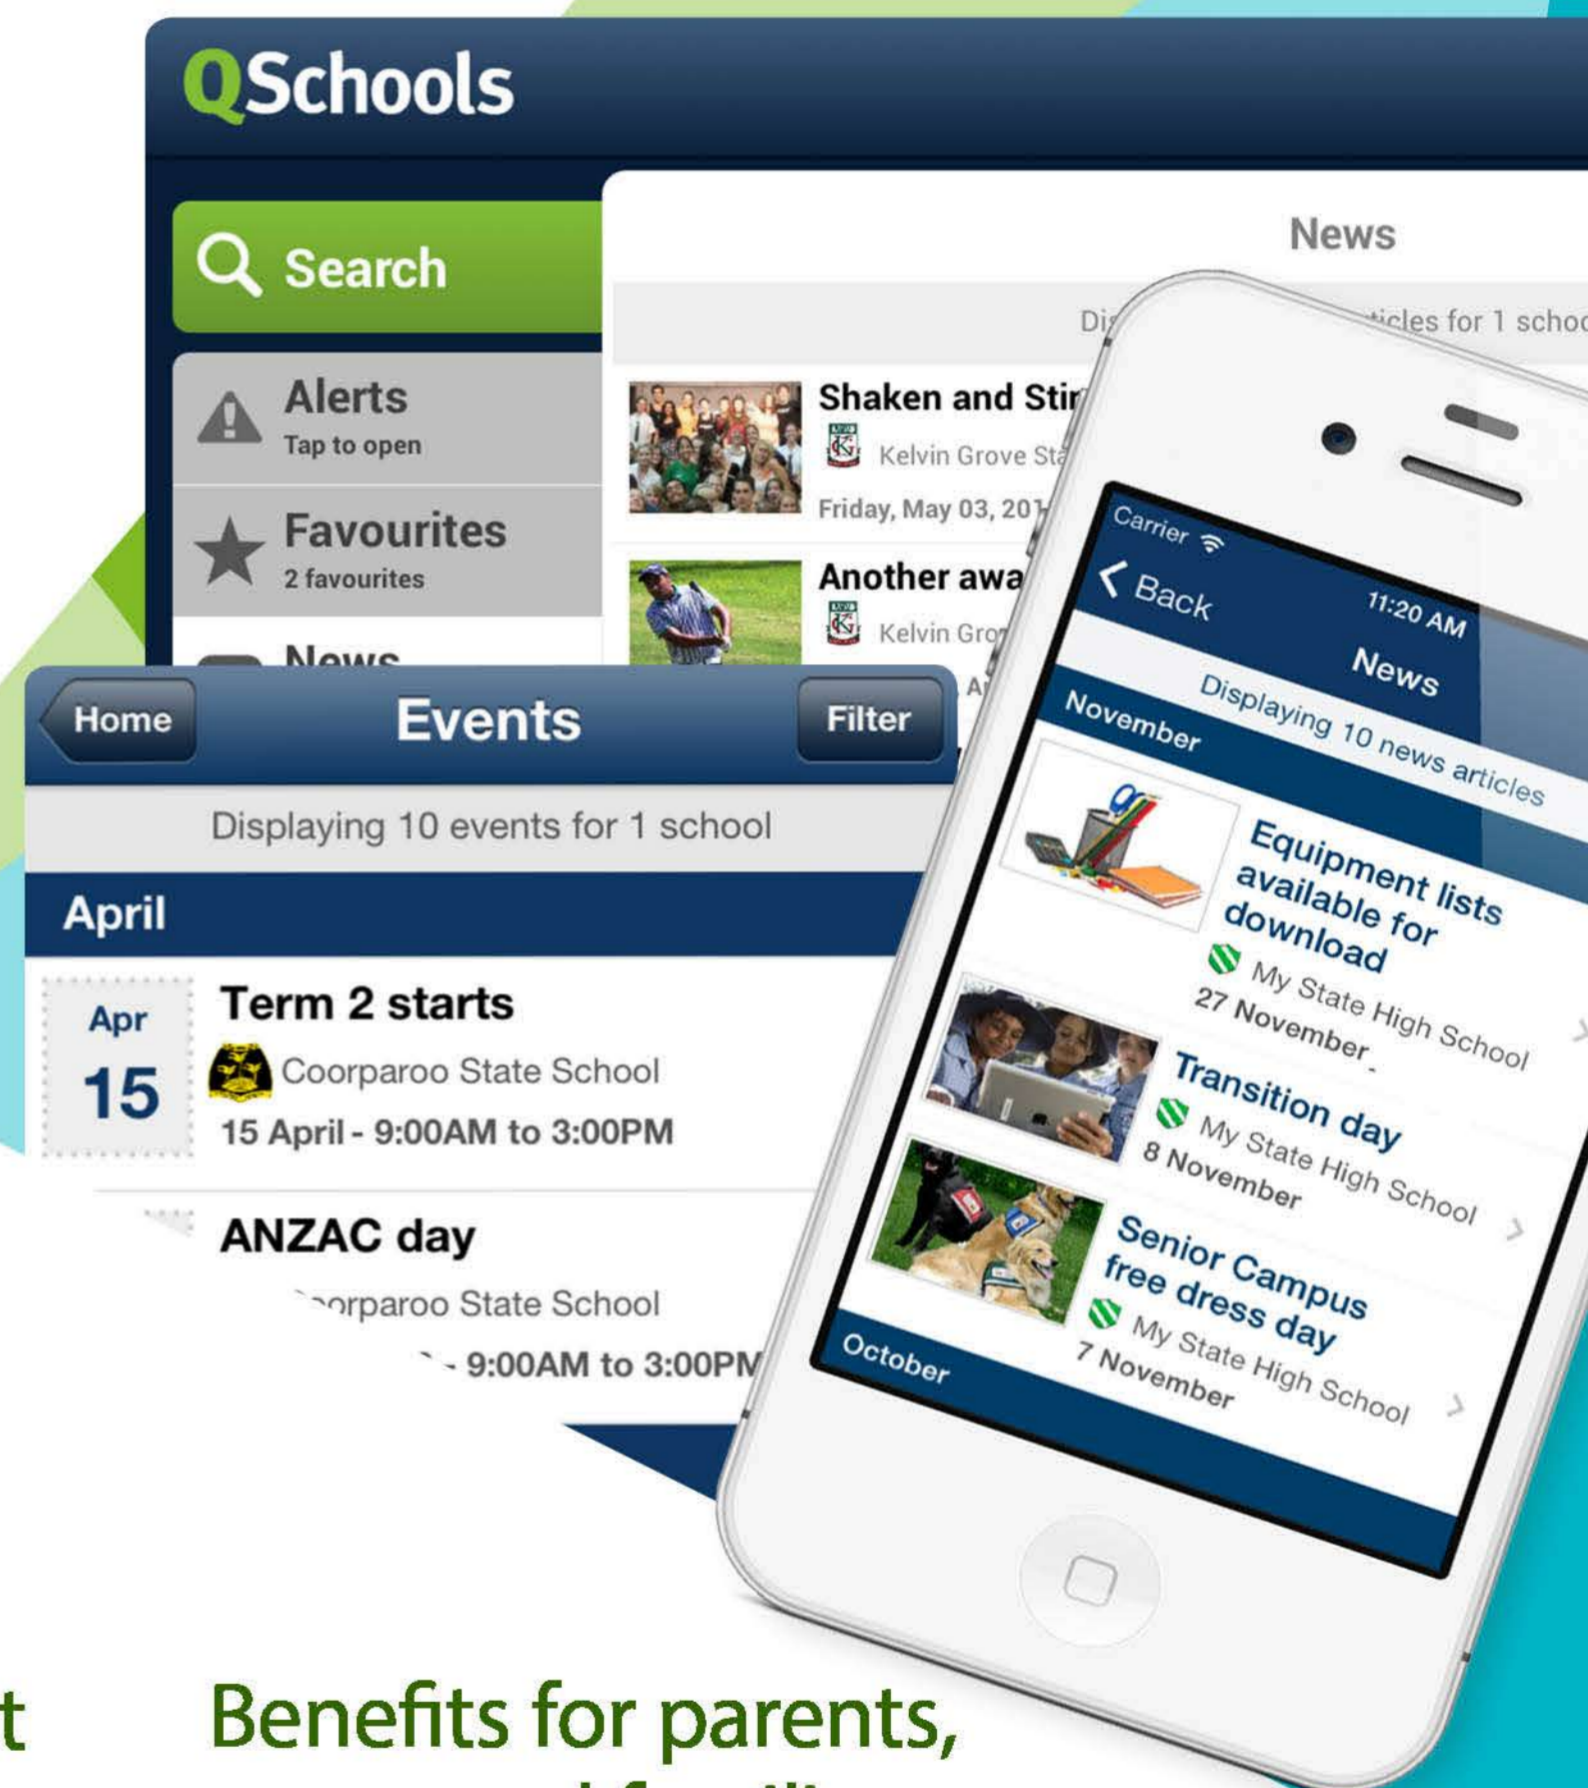 QSchools
Search
Alerts
Tap to open
Favourites
2 favourites
News
News
for 1
Shaken and
Kelvin Grove
Friday, May 03,
Another
Kelvin
Home
Events
Filter
Displaying 10 events for 1 school
April
Apr
15
Term 2 starts
Coorparoo State School
15 April - 9:00AM to 3:00PM
ANZAC day
State School
- 9:00AM to 3:00PM
Carrier
11:20 AM
Back
News
Displaying 10 news articles
November
Equipment lists
available for
download
My State High School
27 November
Transition day
My State High School
8 November
Senior Campus
free dress day
My State High School
7 November
October
Benefits for parents,